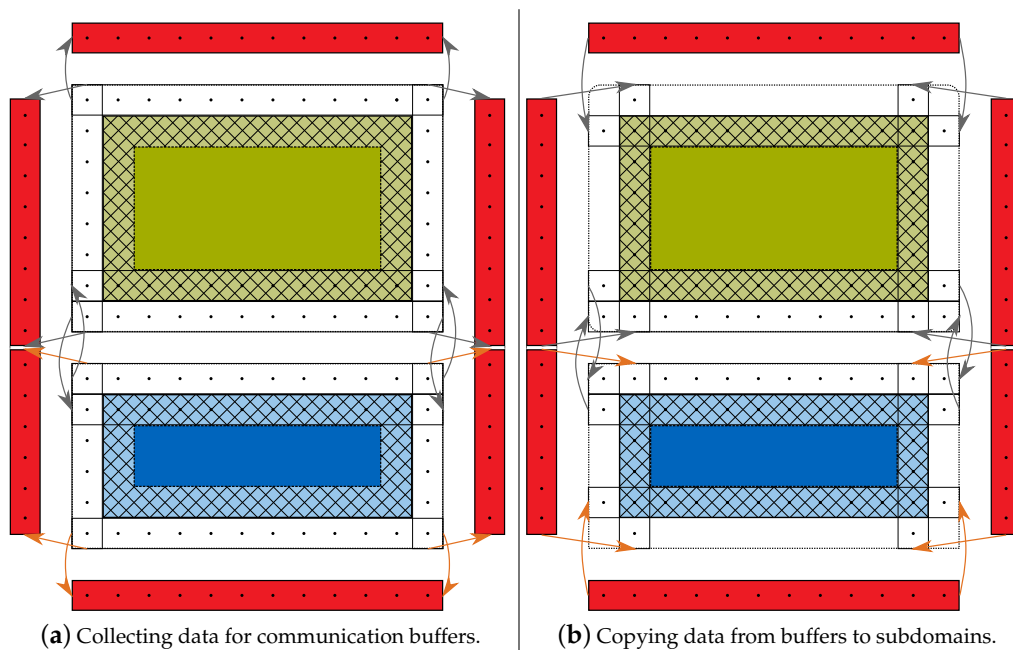 (a) Collecting data for communication buffers.
(b) Copying data from buffers to subdomains.